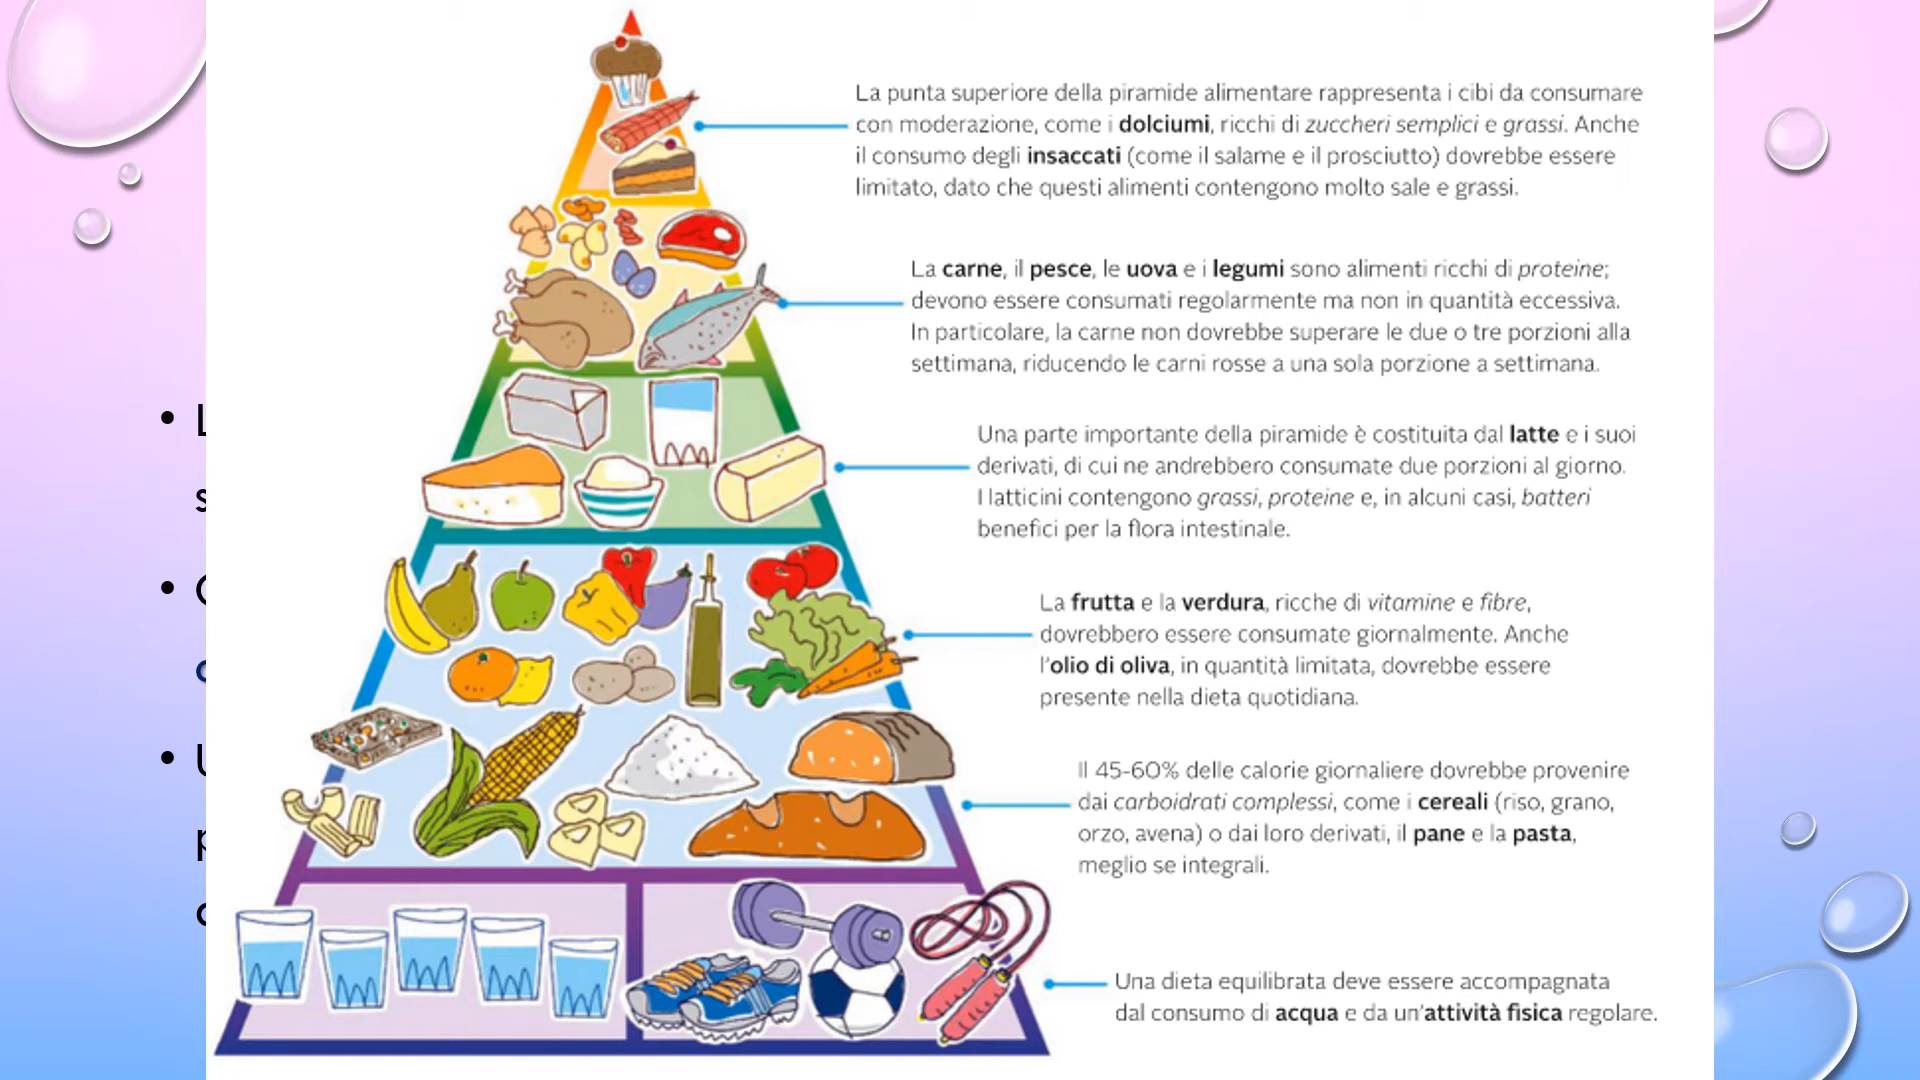 La punta superiore della piramide alimentare rappresenta i cibi da consumare
con moderazione, come i dolciumi, ricchi di zuccheri semplici e grassi. Anche
il consumo degli insaccati (come il salame e il prosciutto) dovrebbe essere
limitato, dato che questi alimenti contengono molto sale e grassi.
La carne, il pesce, le uova e i legumi sono alimenti ricchi di proteine;
devono essere consumati regolarmente ma non in quantità eccessiva.
In particolare, la carne non dovrebbe superare le due o tre porzioni alla
settimana, riducendo le carni rosse a una sola porzione a settimana.
Una parte importante della piramide è costituita dal latte e i suoi
derivati, di cui ne andrebbero consumate due porzioni al giorno.
I latticini contengono grassi, proteine e, in alcuni casi, batteri
benefici per la flora intestinale.
La frutta e la verdura, ricche di vitamine e fibre,
dovrebbero essere consumate giornalmente. Anche
l'olio di oliva, in quantità limitata, dovrebbe essere
presente nella dieta quotidiana.
Il 45-60% delle calorie giornaliere dovrebbe provenire
dai carboidrati complessi, come i cereali (riso, grano,
orzo, avena) o dai loro derivati, il pane e la pasta,
meglio se integrali.
Una dieta equilibrata deve essere accompagnata
dal consumo di acqua e da un'attività fisica regolare.